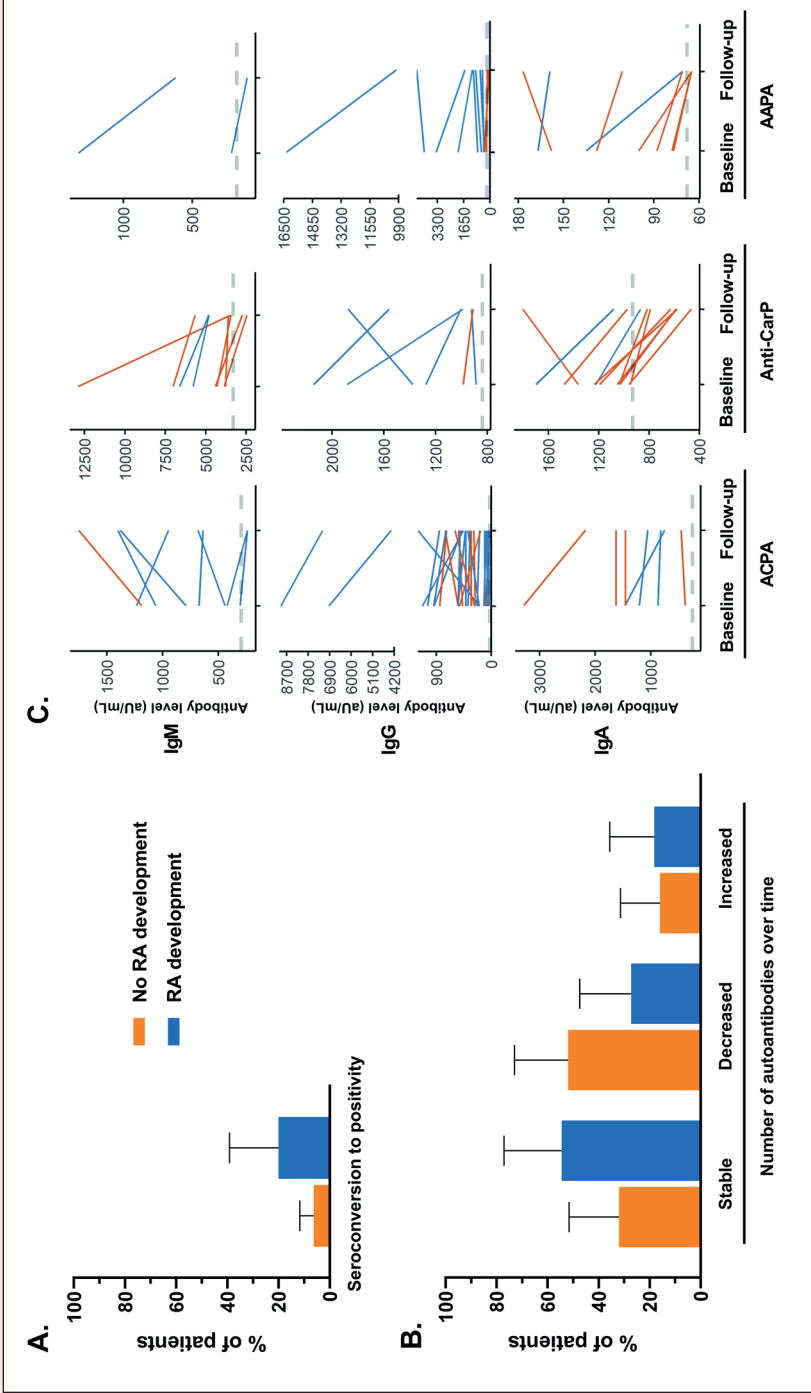 A.
100
80
60
40
20
0
% of patients
Seroconversion to positivity
No RA development
RA development
B.
100
80
60
40
20
0
% of patients
Stable
Decreased
Increased
Number of autoantibodies over time
C.
IgM
Antibody level (aU/mL)
1500
1000
500
12500
10000
7500
5000
2500
1000
500
IgG
Antibody level (aU/mL)
8700
7800
6900
6000
5100
4200
900
0
2000
1600
1200
800
16500
14850
13200
11550
9900
3300
1650
0
IgA
Antibody level (aU/mL)
3000
2000
1000
1600
1200
800
400
180
150
120
90
60
Baseline Follow-up
Baseline Follow-up
Baseline Follow-up
ACPA
Anti-CarP
AAPA